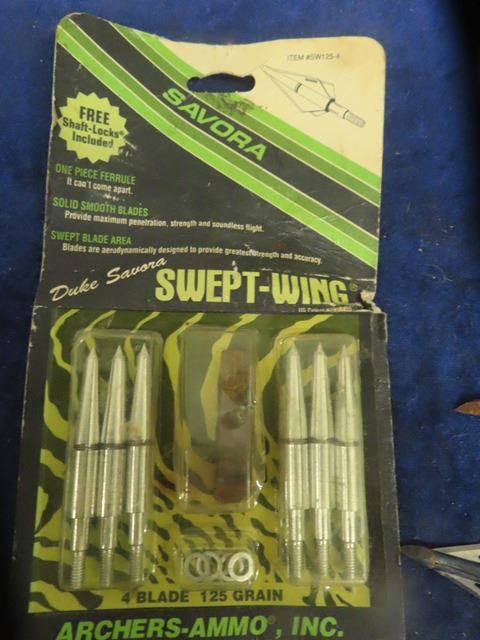 ITEM #SW125-4
SAVORA
FREE
Shaft-Locks®
Included
ONE PIECE FERRULE
It can't come apart.
SOLID SMOOTH BLADES
Provide maximum penetration, strength and soundless flight.
SWEPT BLADE AREA
Blades are aerodynamically designed to provide greatest strength and accuracy.
Duke Savora
SWEPT-WING®
US Patent
4 BLADE 125 GRAIN
ARCHERS-AMMO®, INC.